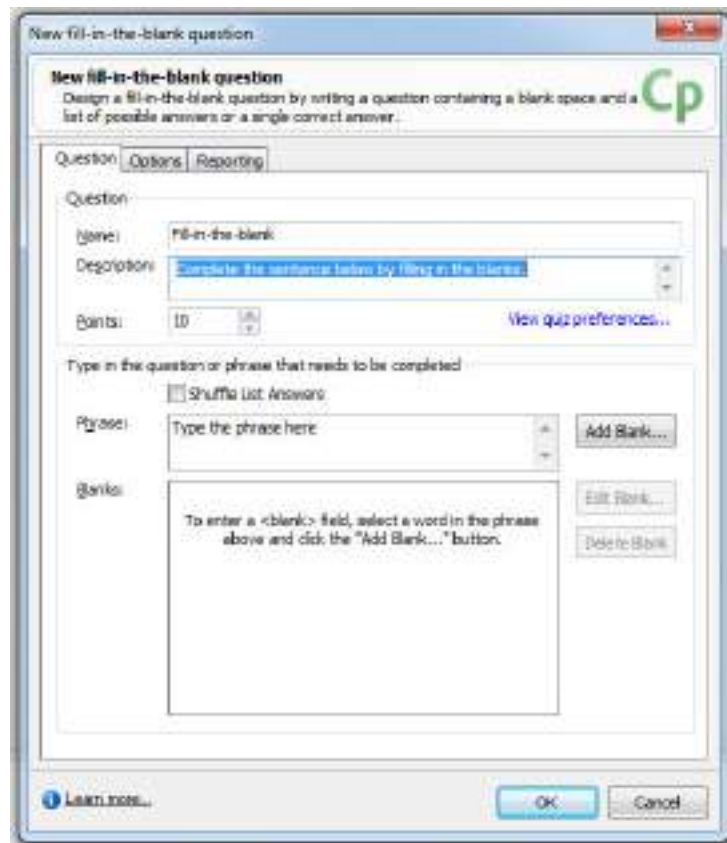 New fill-in-the-blank question
New fill-in-the-blank question
Design a fill-in-the-blank question by writing a question containing a blank space and a
list of possible answers or a single correct answer.
Cp
Question Options Reporting
Question
Name: Fill-in-the-blank
Description: Complete the sentence below by filling in the blanks.
Points: 10 View quiz preferences...
Type in the question or phrase that needs to be completed
Shuffle List Answers
Phrase: Type the phrase here Add Blank...
Blanks: Edit Blank...
To enter a <blank> field, select a word in the phrase
above and click the "Add Blank..." button.
Delete Blank
Learn more... OK Cancel